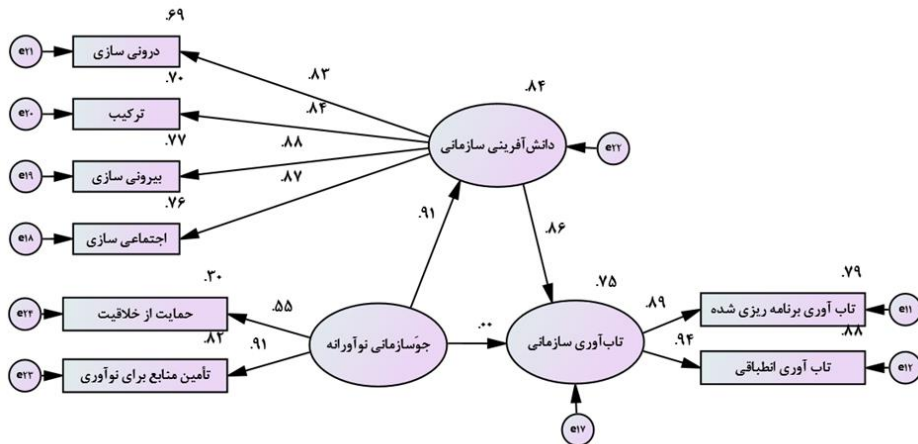 .۶۹
e۲۱
درونی سازی
.۷۰
.۸۳
.۸۴
e۲۰
ترکیب
.۸۴
دانش‌آفرینی سازمانی
e۲۲
.۷۷
.۸۸
e۱۹
بیرونی سازی
.۷۶
.۸۷
e۱۸
اجتماعی سازی
.۹۱
.۸۶
.۳۰
e۲۴
حمایت از خلاقیت
.۵۵
.۸۲
.۹۱
e۲۳
تأمین منابع برای نوآوری
جوّسازمانی نوآورانه
.۰۰
.۷۵
تاب‌آوری سازمانی
.۷۹
.۸۹
تاب آوری برنامه ریزی شده
e۱۱
.۸۸
.۹۴
تاب آوری انطباقی
e۱۲
e۱۷